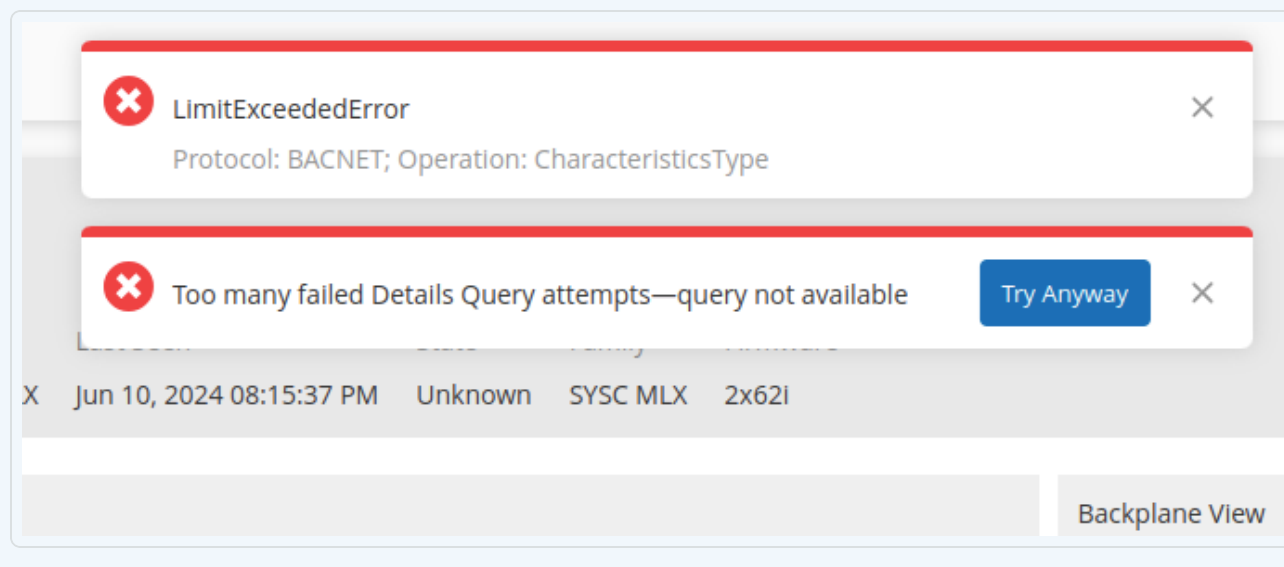 LimitExceededError
Protocol: BACNET; Operation: CharacteristicsType
Too many failed Details Query attempts—query not available
Try Anyway
X Jun 10, 2024 08:15:37 PM Unknown SYSC MLX 2x62i
Backplane View